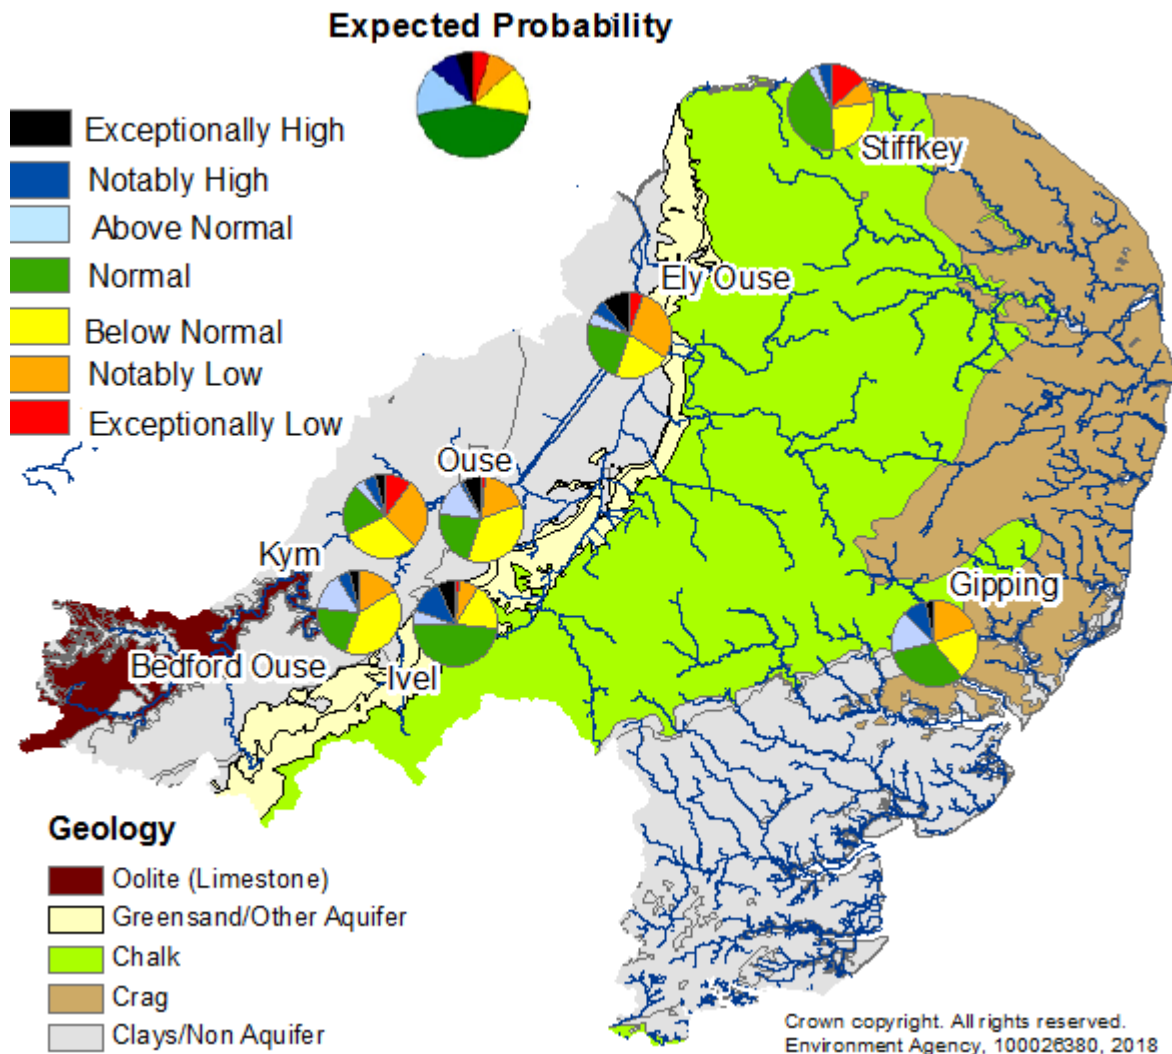 Expected Probability
Exceptionally High
Notably High
Above Normal
Normal
Below Normal
Notably Low
Exceptionally Low
Stiffkey
Ely Ouse
Ouse
Kym
Gipping
Bedford Ouse
Ivel
Geology
Oolite (Limestone)
Greensand/Other Aquifer
Chalk
Crag
Clays/Non Aquifer
Crown copyright. All rights reserved.
Environment Agency, 100026380, 2018